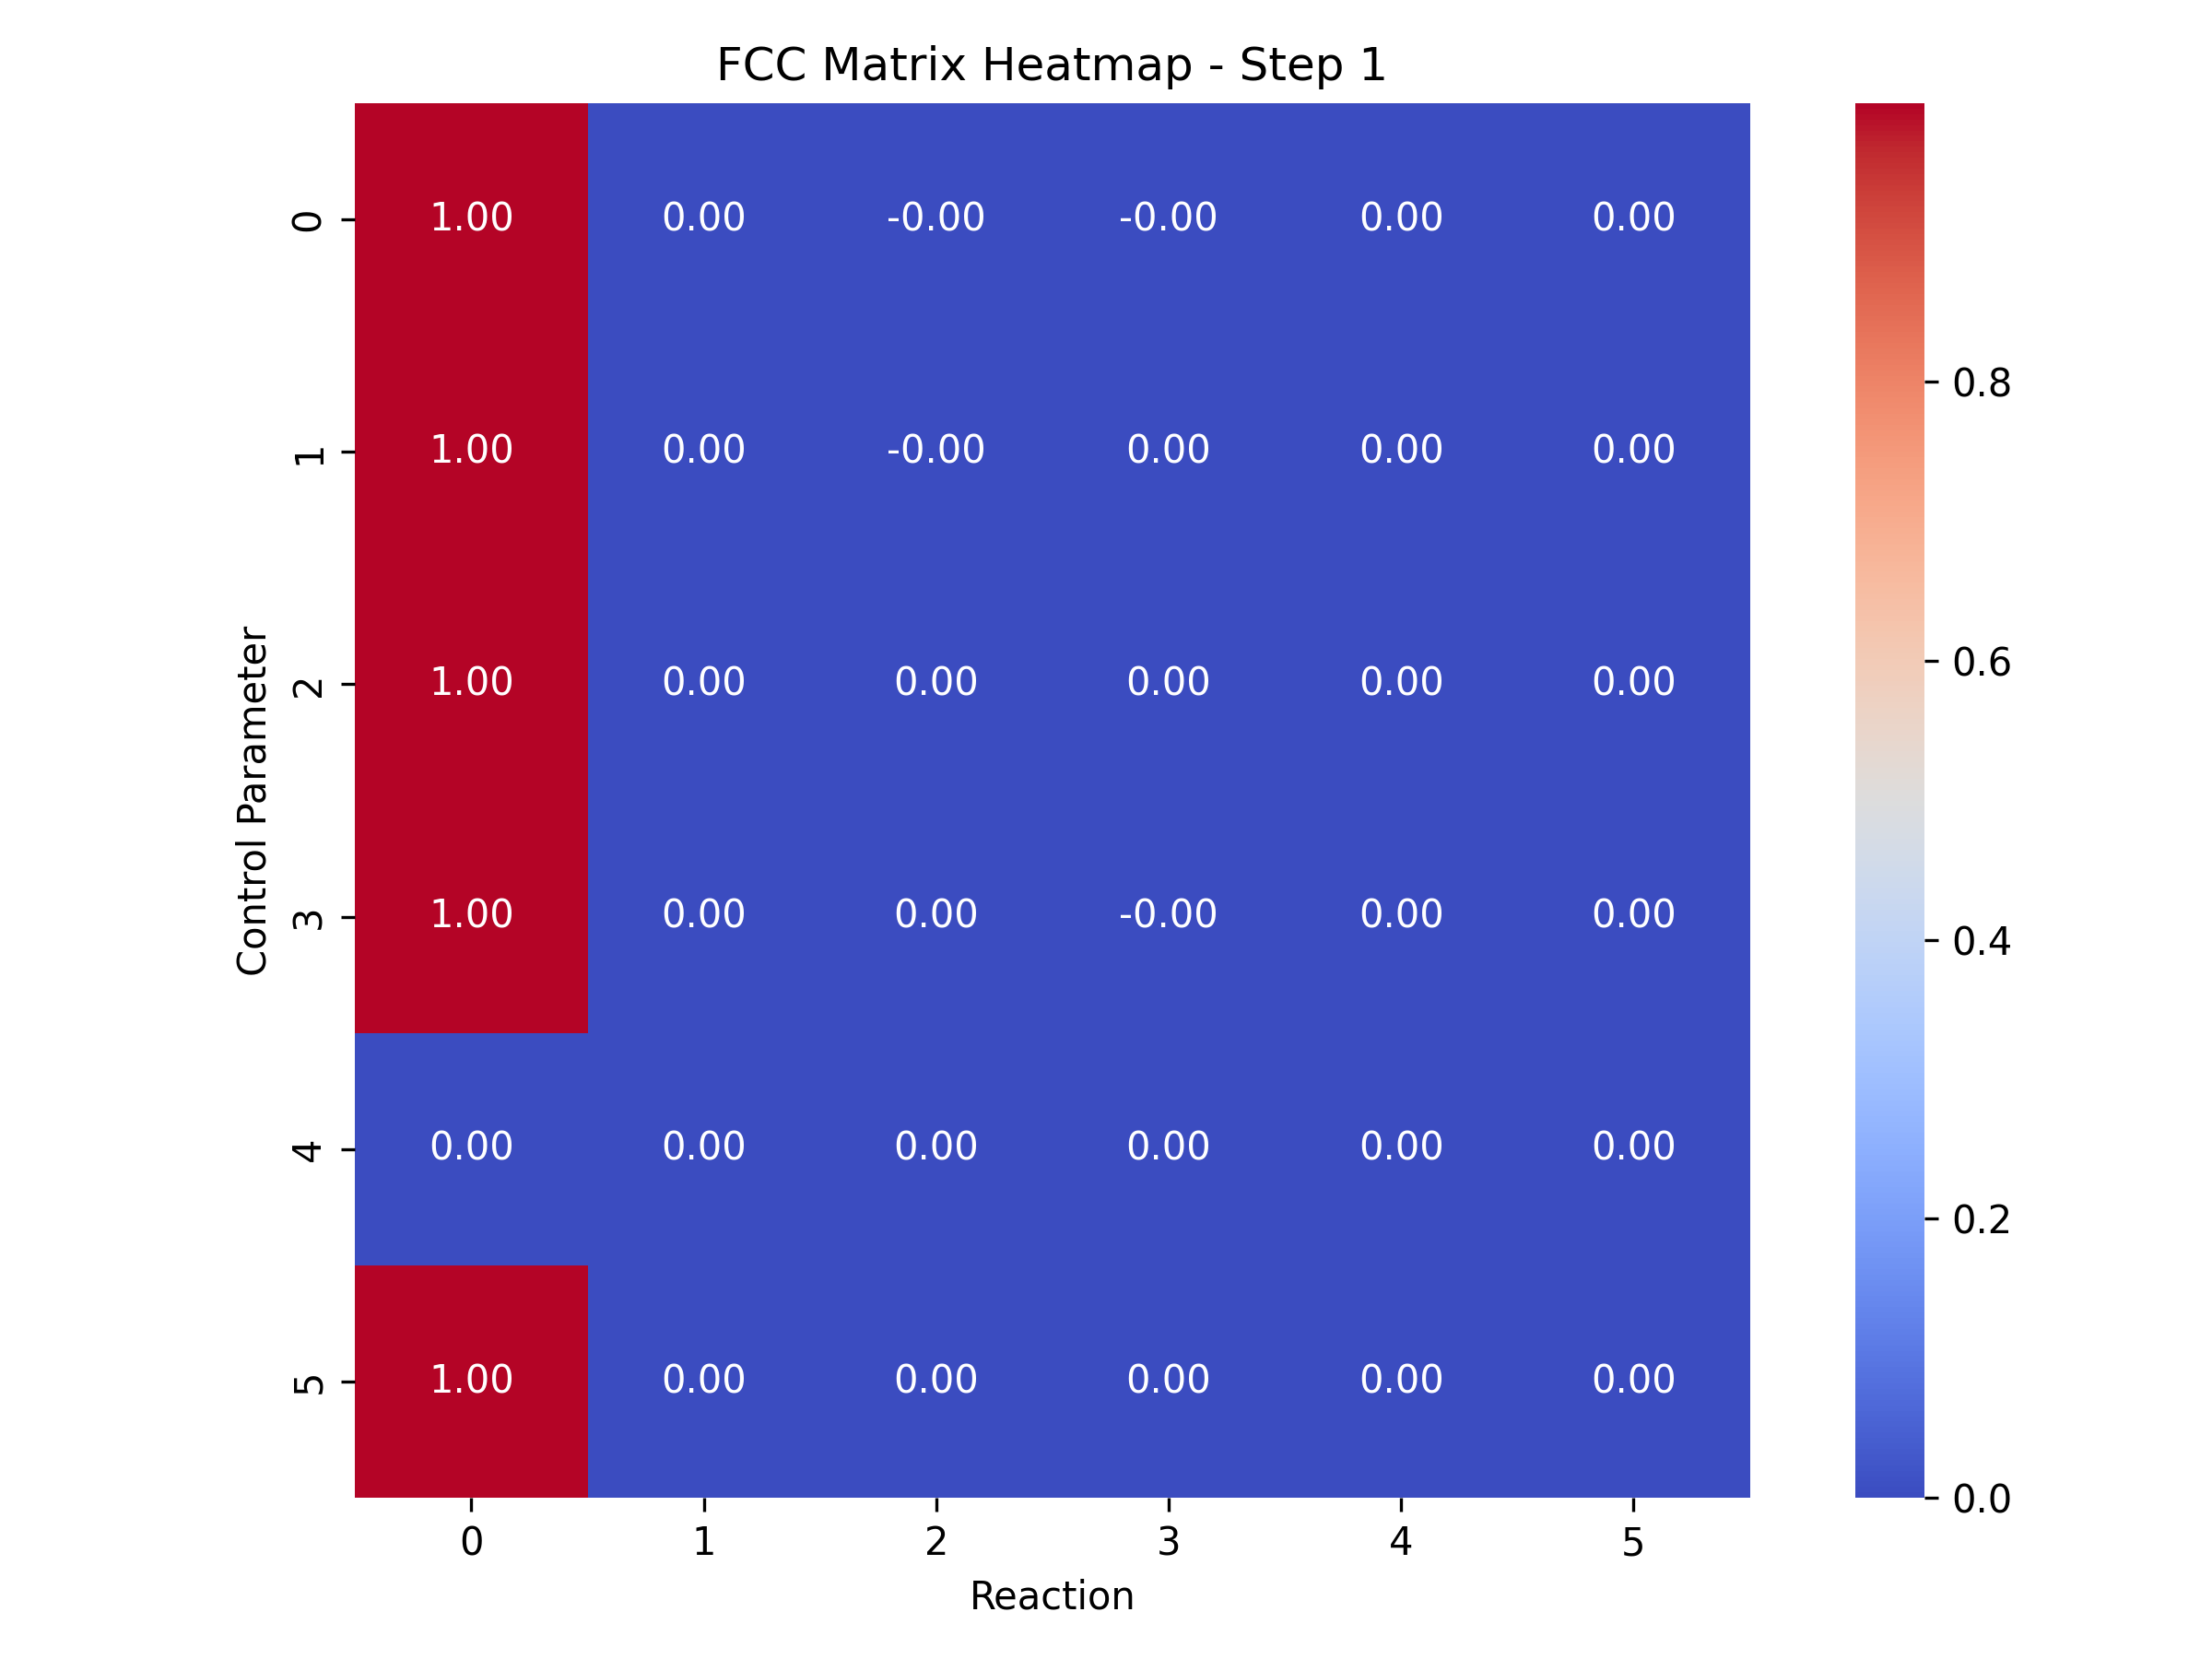 FCC Matrix Heatmap - Step 1
Control Parameter
0 1.00 0.00 -0.00 -0.00 0.00 0.00
1 1.00 0.00 -0.00 0.00 0.00 0.00
2 1.00 0.00 0.00 0.00 0.00 0.00
3 1.00 0.00 0.00 -0.00 0.00 0.00
4 0.00 0.00 0.00 0.00 0.00 0.00
5 1.00 0.00 0.00 0.00 0.00 0.00
0 1 2 3 4 5
Reaction
0.8
0.6
0.4
0.2
0.0